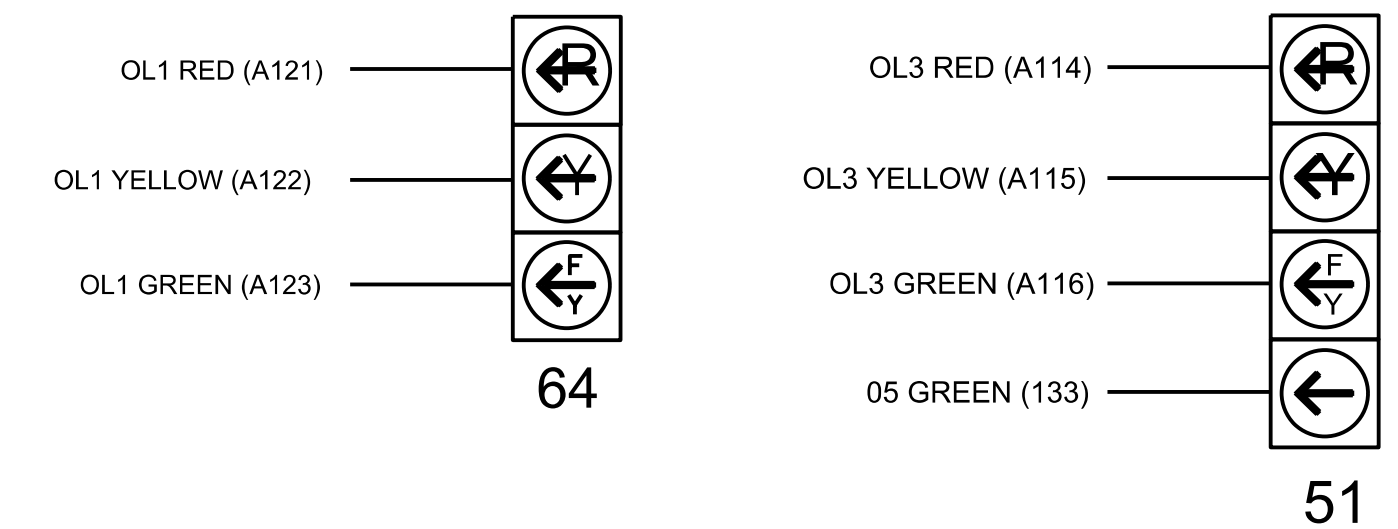 OL1 RED (A121)
R
OL1 YELLOW (A122)
Y
OL1 GREEN (A123)
F
Y
64
OL3 RED (A114)
R
OL3 YELLOW (A115)
Y
OL3 GREEN (A116)
F
Y
05 GREEN (133)
51